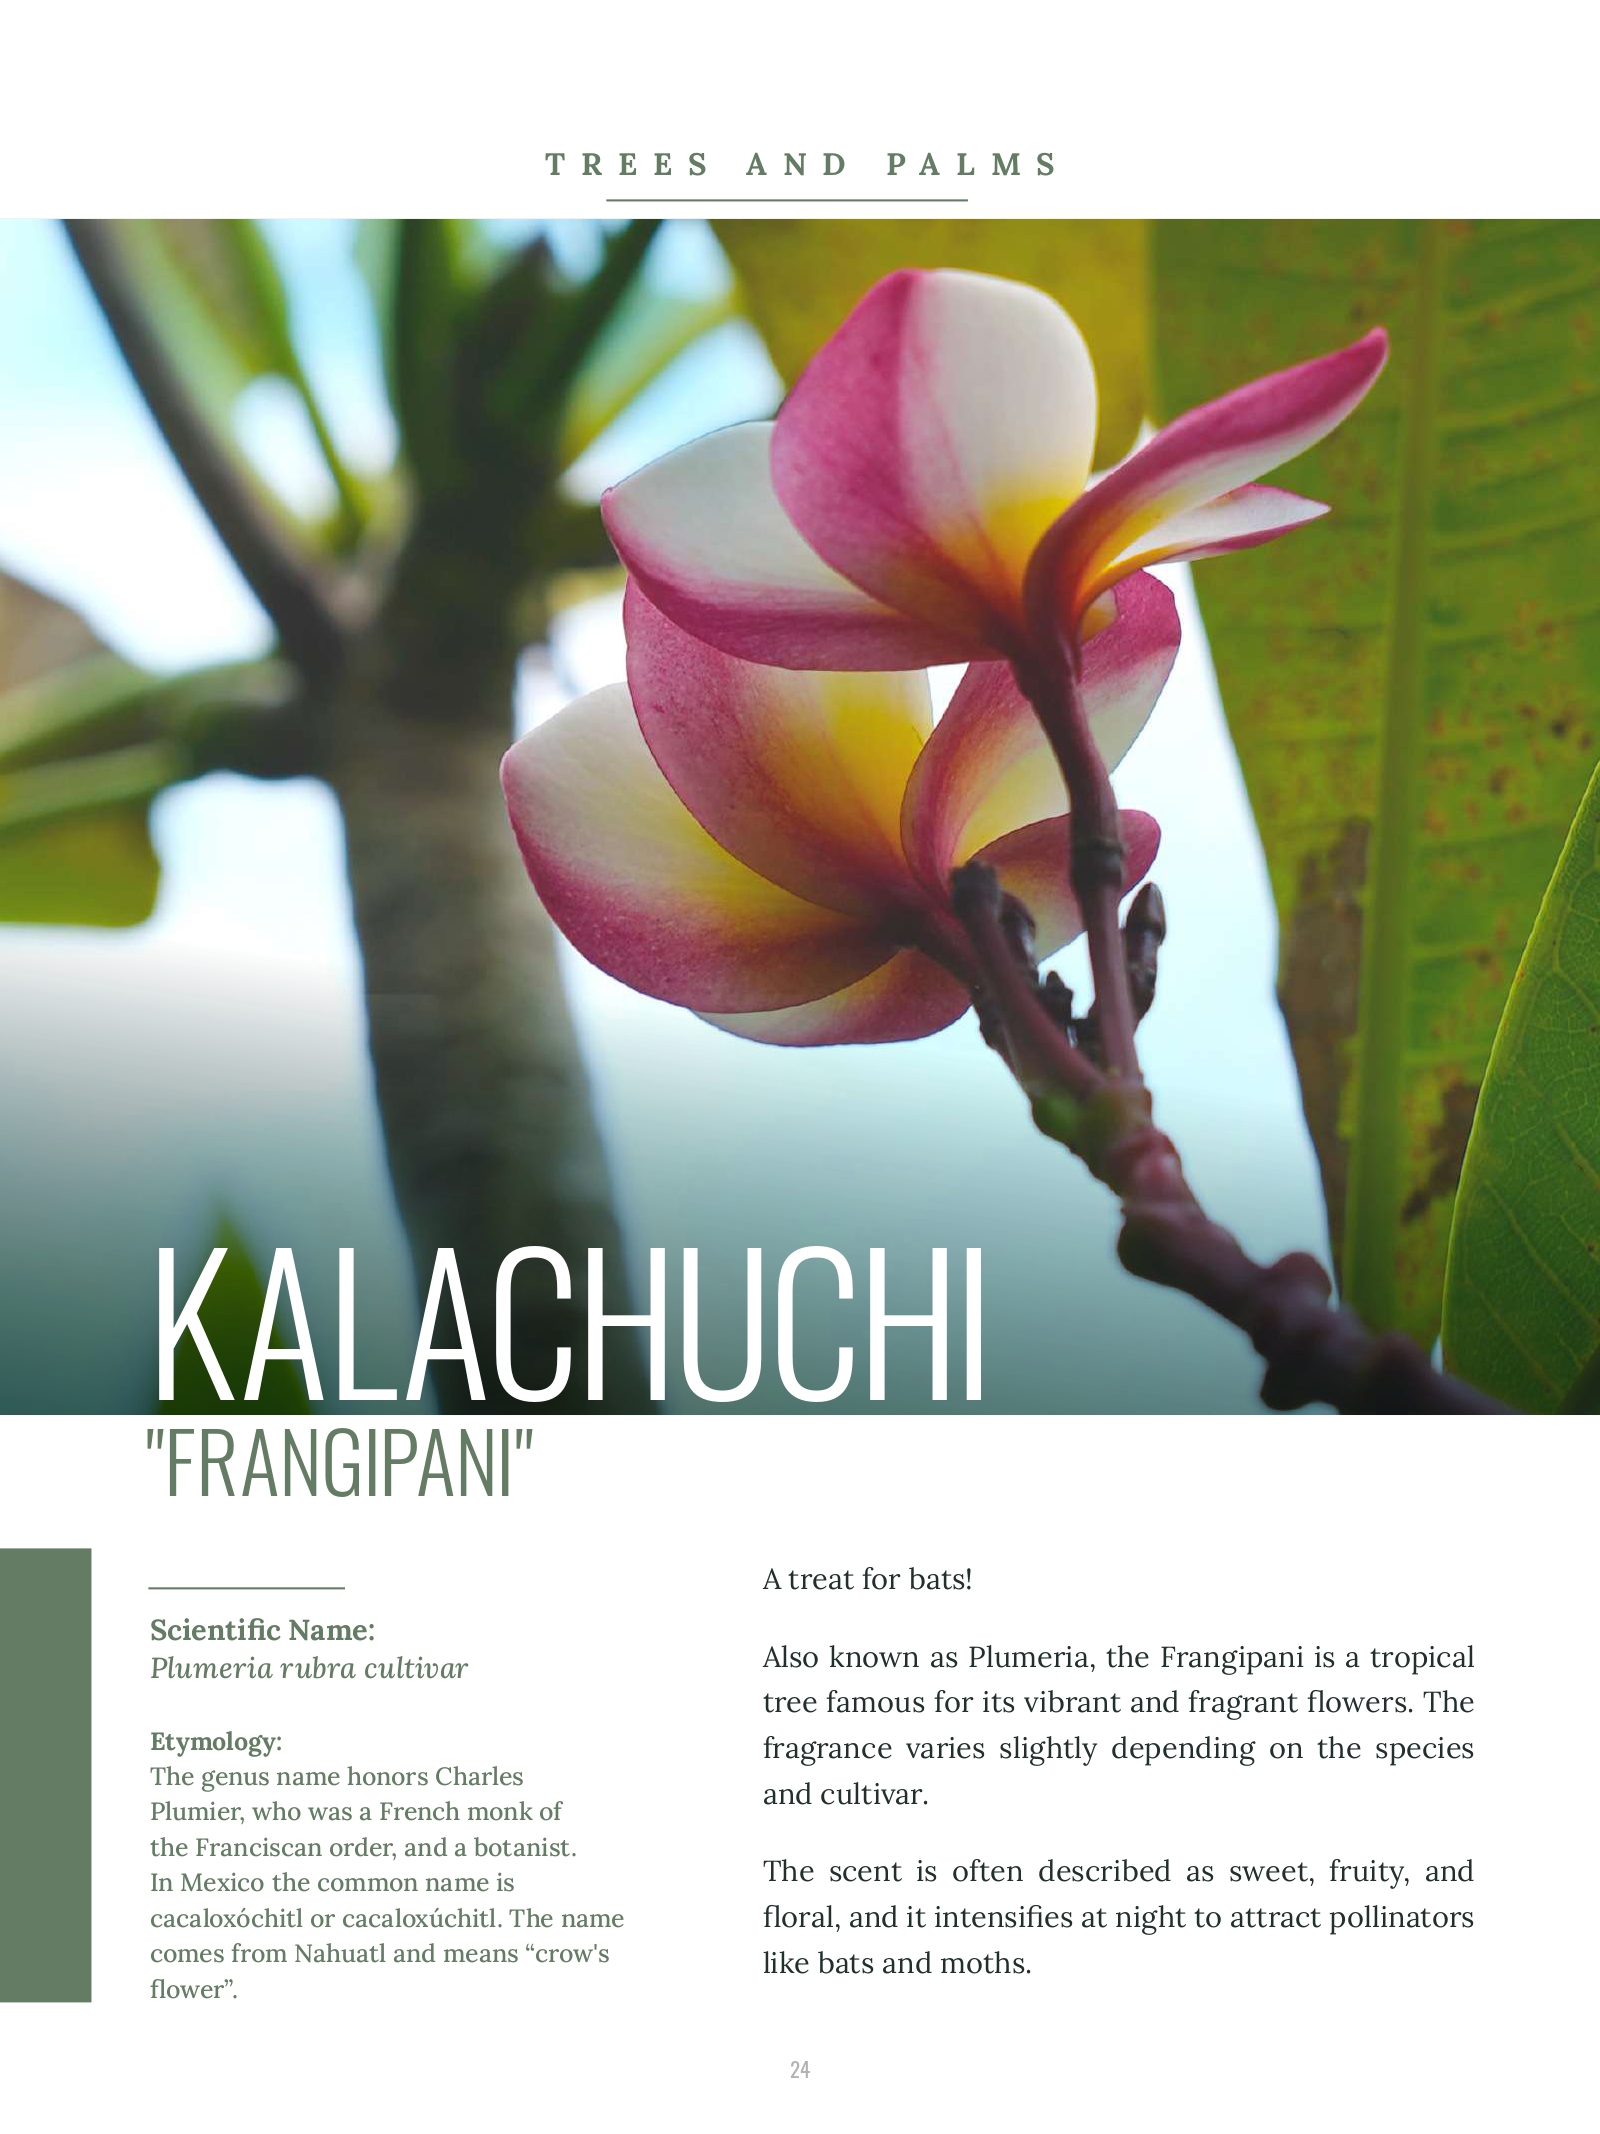 TREES AND PALMS
KALACHUCHI
"FRANGIPANI"
Scientific Name:
Plumeria rubra cultivar
Etymology:
The genus name honors Charles
Plumier, who was a French monk of
the Franciscan order, and a botanist.
In Mexico the common name is
cacaloxóchitl or cacaloxúchitl. The name
comes from Nahuatl and means “crow's
flower”.
A treat for bats!
Also known as Plumeria, the Frangipani is a tropical
tree famous for its vibrant and fragrant flowers. The
fragrance varies slightly depending on the species
and cultivar.
The scent is often described as sweet, fruity, and
floral, and it intensifies at night to attract pollinators
like bats and moths.
24